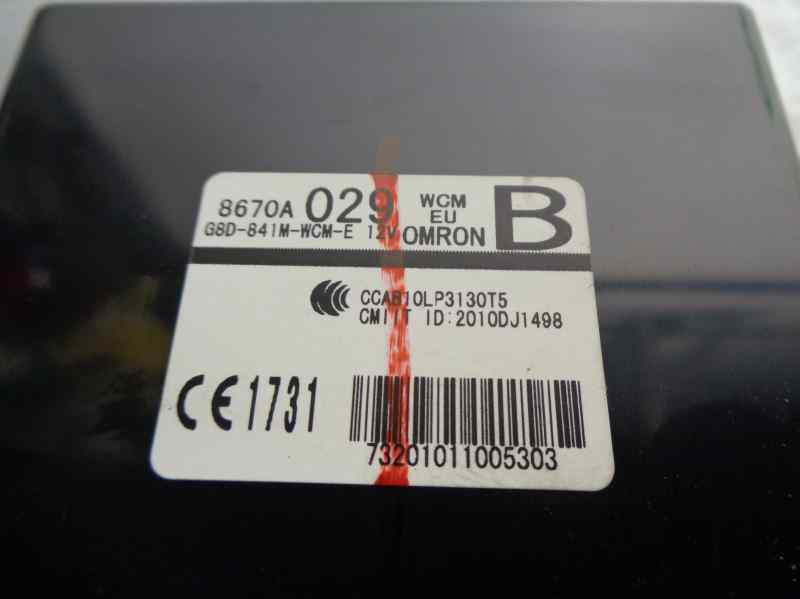 8670A 029 WCM EU B
G8D-841M-WCM-E 12V OMRON
CCAB10LP3130T5
CMIIT ID:2010DJ1498
CE1731
73201011005303